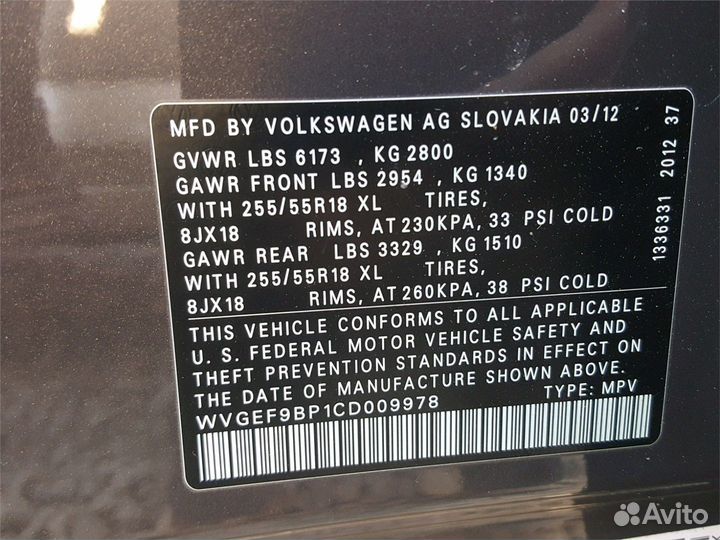 MFD BY VOLKSWAGEN AG SLOVAKIA 03/12
GVWR LBS 6173 , KG 2800
GAWR FRONT LBS 2954 , KG 1340
WITH 255/55R18 XL TIRES,
8JX18 RIMS, AT 230KPA, 33 PSI COLD
GAWR REAR LBS 3329 , KG 1510
WITH 255/55R18 XL TIRES,
8JX18 RIMS, AT 260KPA, 38 PSI COLD
THIS VEHICLE CONFORMS TO ALL APPLICABLE
U. S. FEDERAL MOTOR VEHICLE SAFETY AND
THEFT PREVENTION STANDARDS IN EFFECT ON
THE DATE OF MANUFACTURE SHOWN ABOVE.
WVGEF9BP1CD009978 TYPE: MPV
1336331 2012 37
Avito